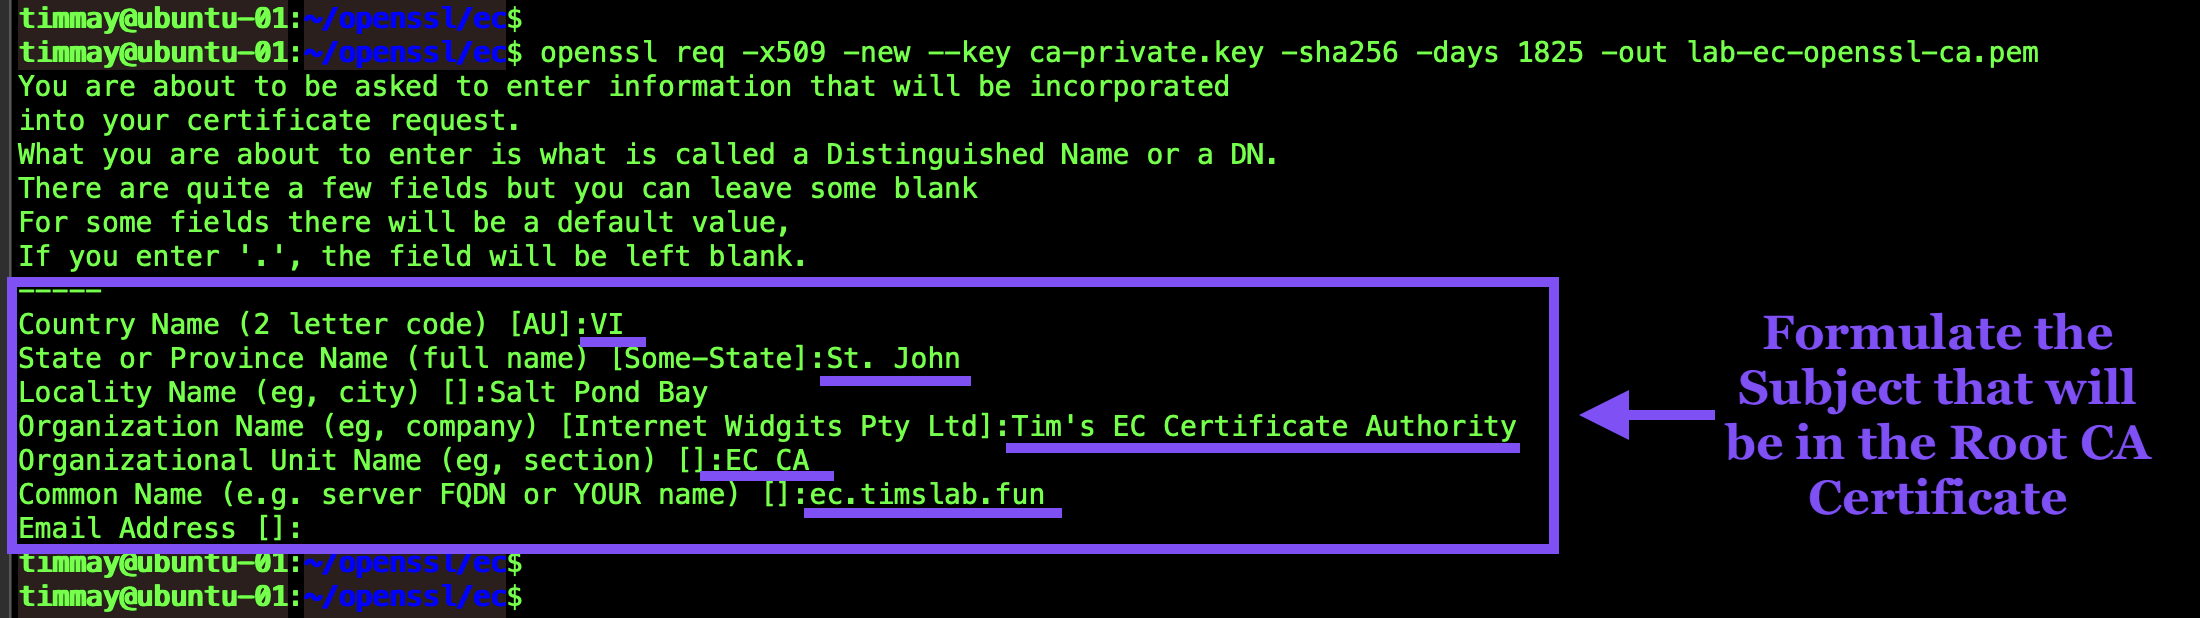 timmay@ubuntu-01:~/openssl/ec$
timmay@ubuntu-01:~/openssl/ec$ openssl req -x509 -new --key ca-private.key -sha256 -days 1825 -out lab-ec-openssl-ca.pem
You are about to be asked to enter information that will be incorporated
into your certificate request.
What you are about to enter is what is called a Distinguished Name or a DN.
There are quite a few fields but you can leave some blank
For some fields there will be a default value,
If you enter '.', the field will be left blank.
-----
Country Name (2 letter code) [AU]:VI
State or Province Name (full name) [Some-State]:St. John
Locality Name (eg, city) []:Salt Pond Bay
Organization Name (eg, company) [Internet Widgits Pty Ltd]:Tim's EC Certificate Authority
Organizational Unit Name (eg, section) []:EC CA
Common Name (e.g. server FQDN or YOUR name) []:ec.timslab.fun
Email Address []:
timmay@ubuntu-01:~/openssl/ec$
timmay@ubuntu-01:~/openssl/ec$
Formulate the
Subject that will
be in the Root CA
Certificate